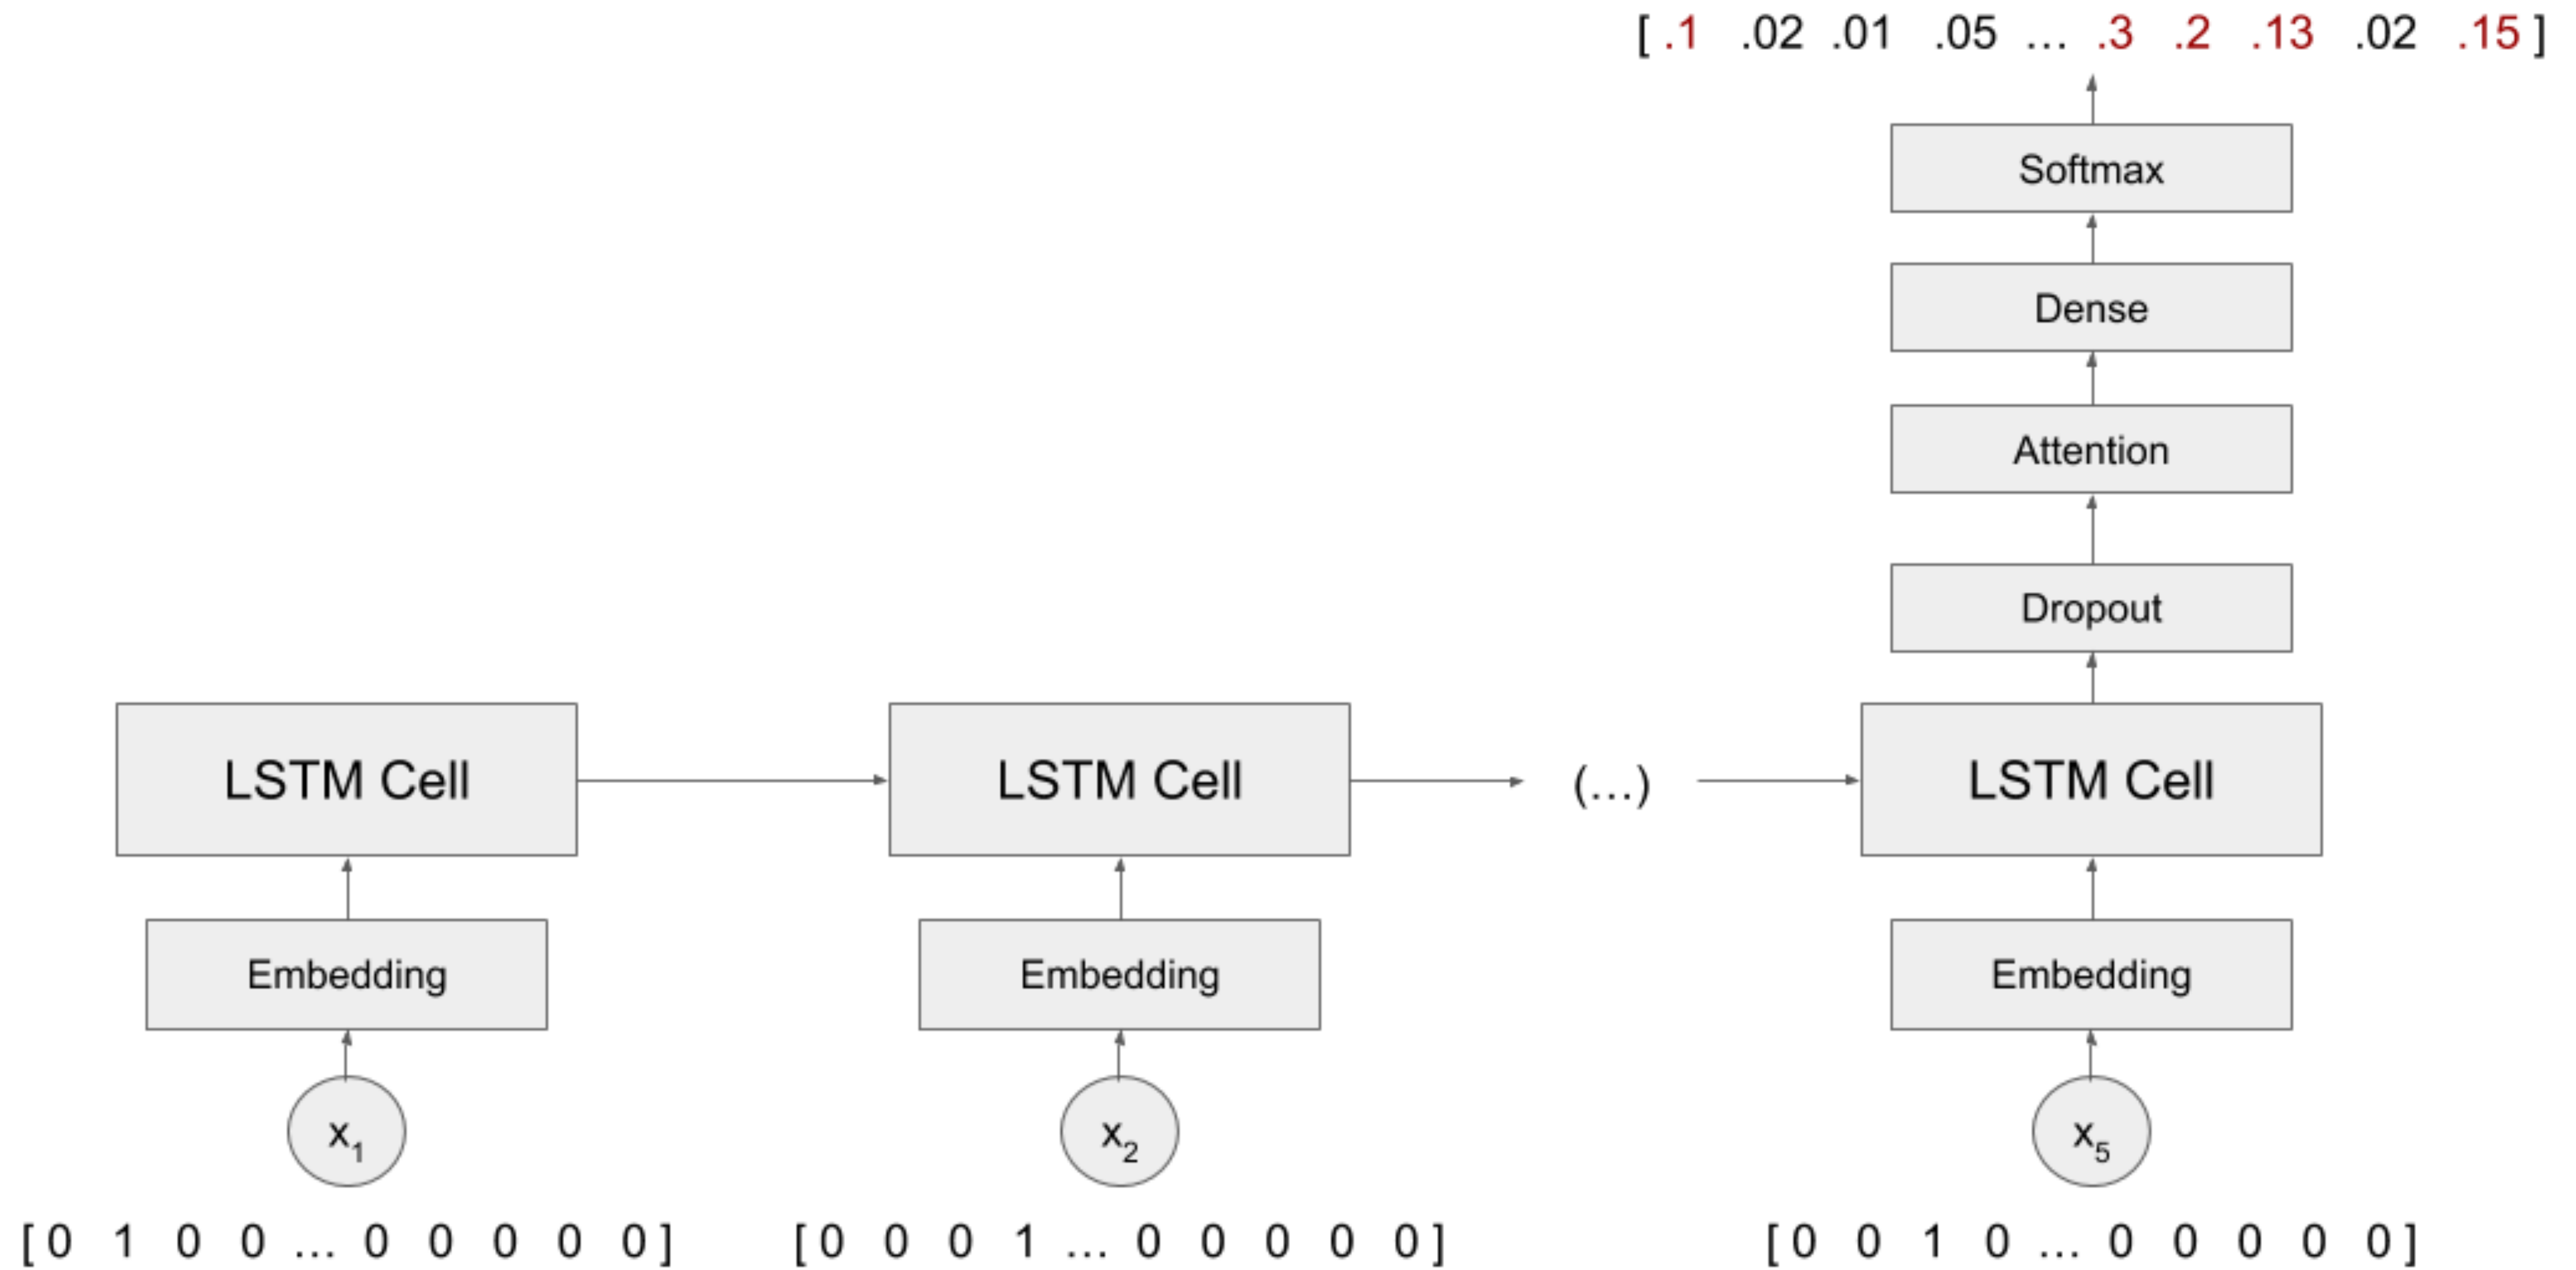 [ .1 .02 .01 .05 ... .3 .2 .13 .02 .15 ]
Softmax
Dense
Attention
Dropout
LSTM Cell LSTM Cell (...) LSTM Cell
Embedding Embedding Embedding
x1 x2 x5
[ 0 1 0 0 ... 0 0 0 0 0 ] [ 0 0 0 1 ... 0 0 0 0 0 ] [ 0 0 1 0 ... 0 0 0 0 0 ]